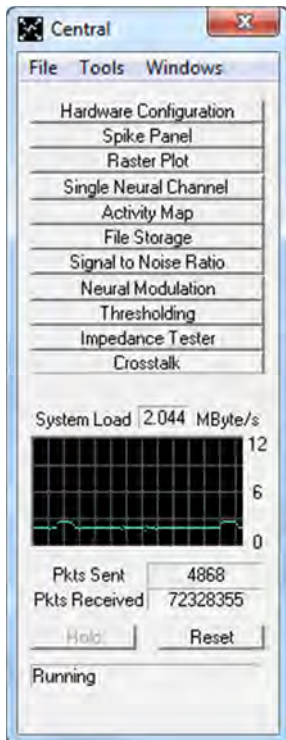 Central
File Tools Windows
Hardware Configuration
Spike Panel
Raster Plot
Single Neural Channel
Activity Map
File Storage
Signal to Noise Ratio
Neural Modulation
Thresholding
Impedance Tester
Crosstalk
System Load 2.044 MByte/s
12
6
0
Pkts Sent 4868
Pkts Received 72328355
Hold Reset
Running